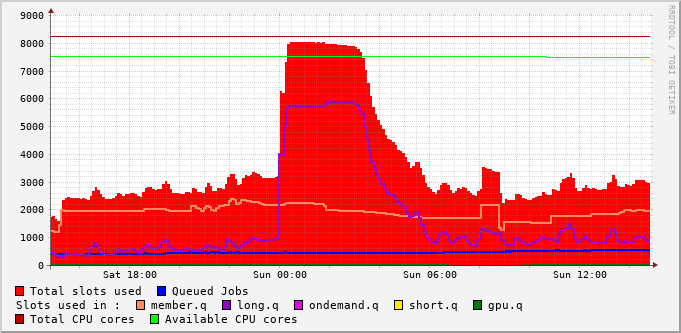 RRDTOOL / TOBI OETIKER
9000
8000
7000
6000
5000
4000
3000
2000
1000
0
Sat 18:00 Sun 00:00 Sun 06:00 Sun 12:00
Total slots used Queued Jobs
Slots used in : member.q long.q ondemand.q short.q gpu.q
Total CPU cores Available CPU cores